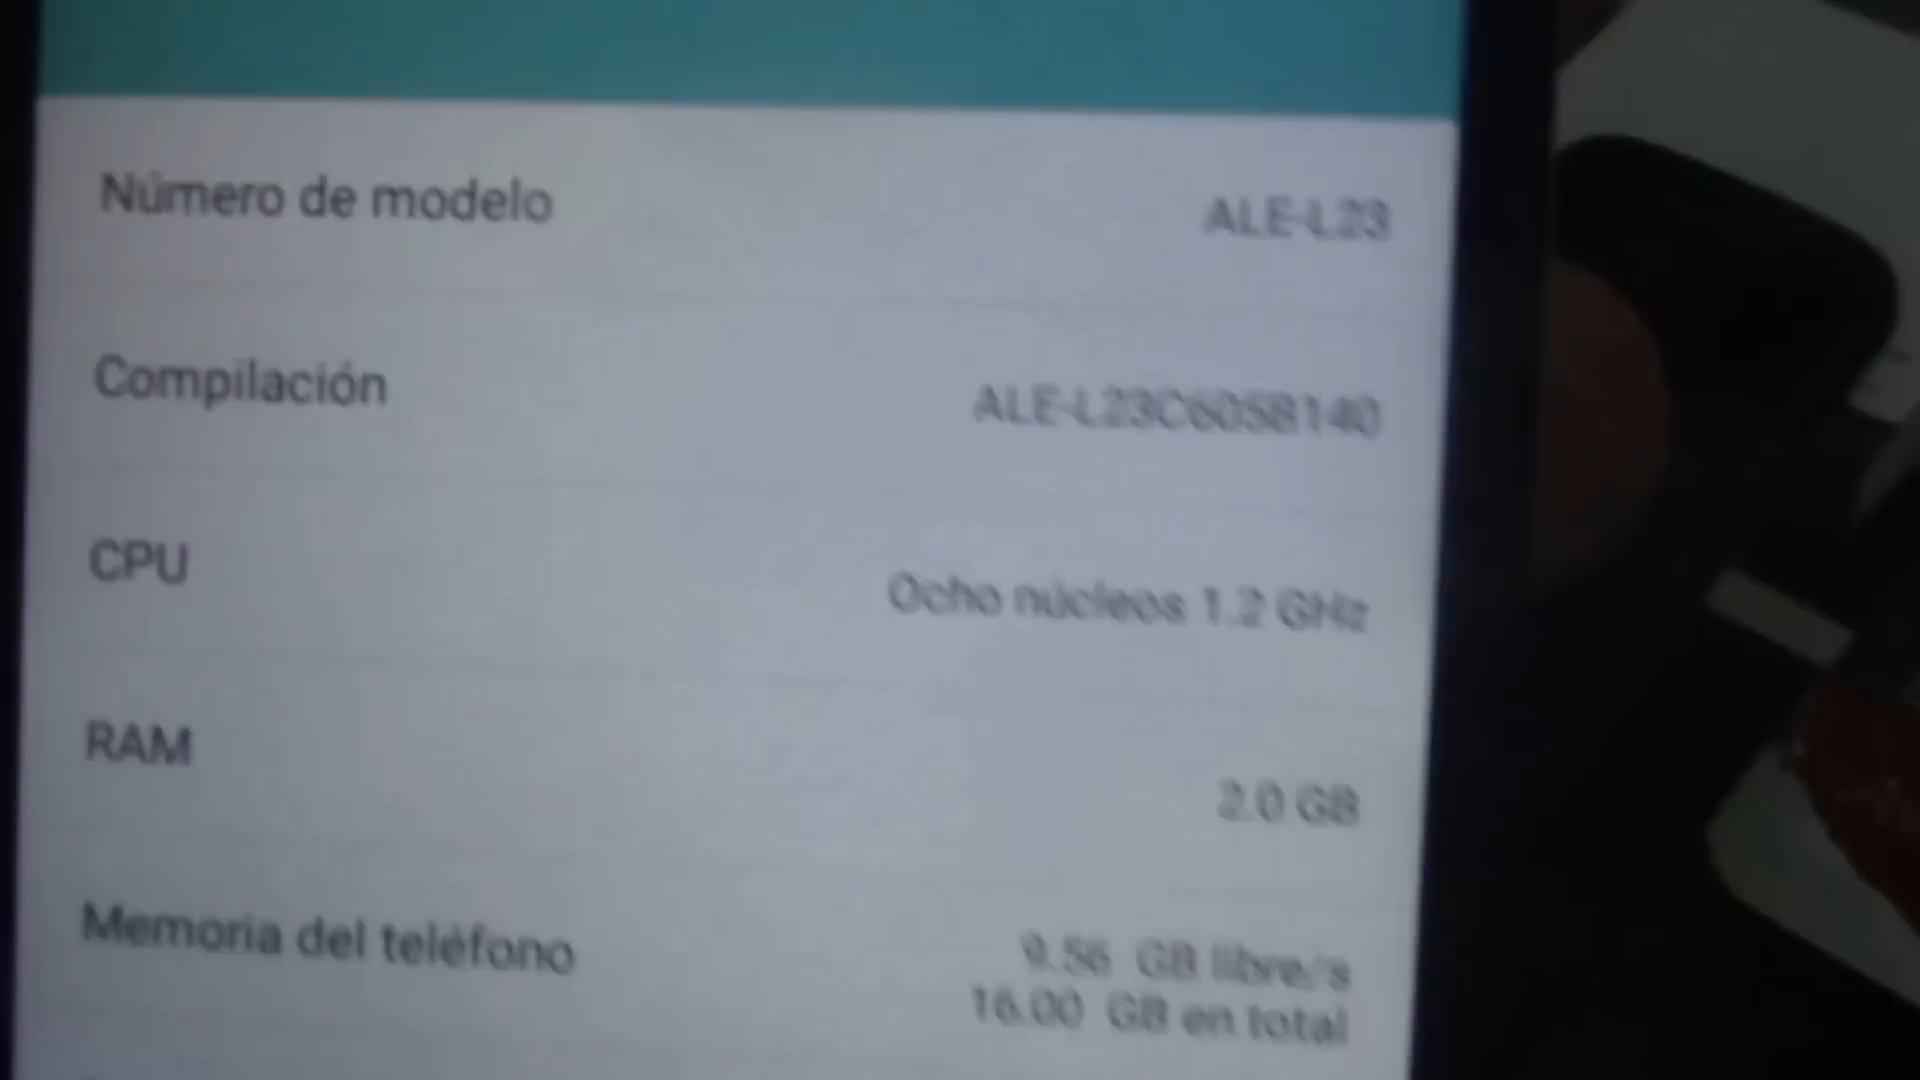 Número de modelo ALE-L23
Compilación ALE-L23C605B140
CPU Ocho núcleos 1.2 GHz
RAM 2.0 GB
Memoria del teléfono 9.56 GB libre/s
16.00 GB en total